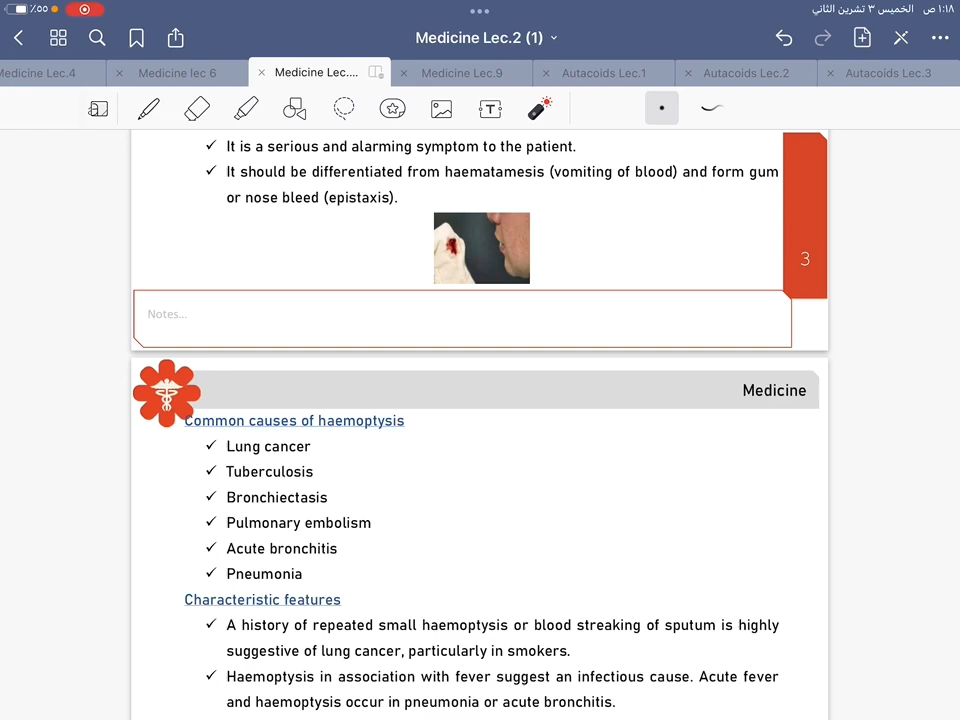 ٪٥٠
١:١٨ ص الخميس ٣ تشرين الثاني
Medicine Lec.2 (1)
Medicine Lec.4
Medicine lec 6
Medicine Lec....
Medicine Lec.9
Autacoids Lec.1
Autacoids Lec.2
Autacoids Lec.3
T
✓ It is a serious and alarming symptom to the patient.
✓ It should be differentiated from haematamesis (vomiting of blood) and form gum
or nose bleed (epistaxis).
3
Notes...
Medicine
Common causes of haemoptysis
✓ Lung cancer
✓ Tuberculosis
✓ Bronchiectasis
✓ Pulmonary embolism
✓ Acute bronchitis
✓ Pneumonia
Characteristic features
✓ A history of repeated small haemoptysis or blood streaking of sputum is highly
suggestive of lung cancer, particularly in smokers.
✓ Haemoptysis in association with fever suggest an infectious cause. Acute fever
and haemoptysis occur in pneumonia or acute bronchitis.